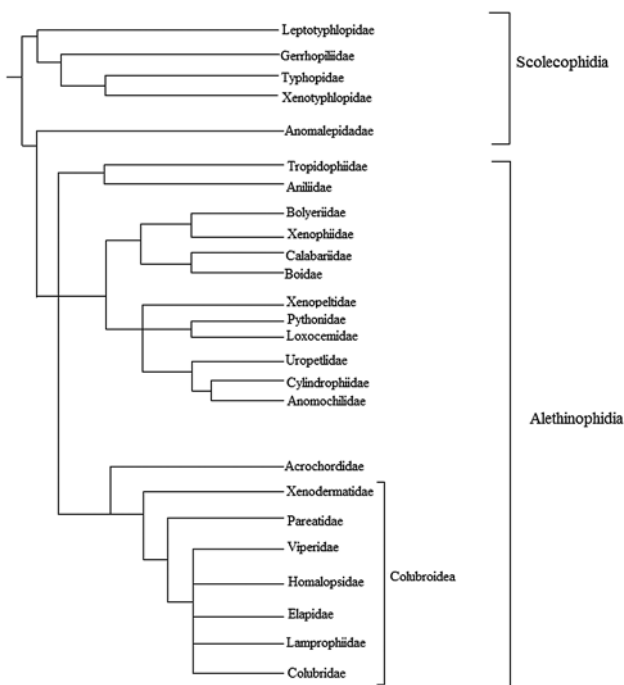 Leptotyphlopidae
Gerrhopiliidae
Typhopidae
Xenotyphlopidae
Anomalepidadae
Scolecophidia
Tropidophiidae
Aniliidae
Bolyeriidae
Xenophiidae
Calabariidae
Boidae
Xenopeltidae
Pythonidae
Loxocemidae
Uropetlidae
Cylindrophiidae
Anomochilidae
Alethinophidia
Acrochordidae
Xenodermatidae
Pareatidae
Viperidae
Homalopsidae
Elapidae
Lamprophiidae
Colubridae
Colubroidea